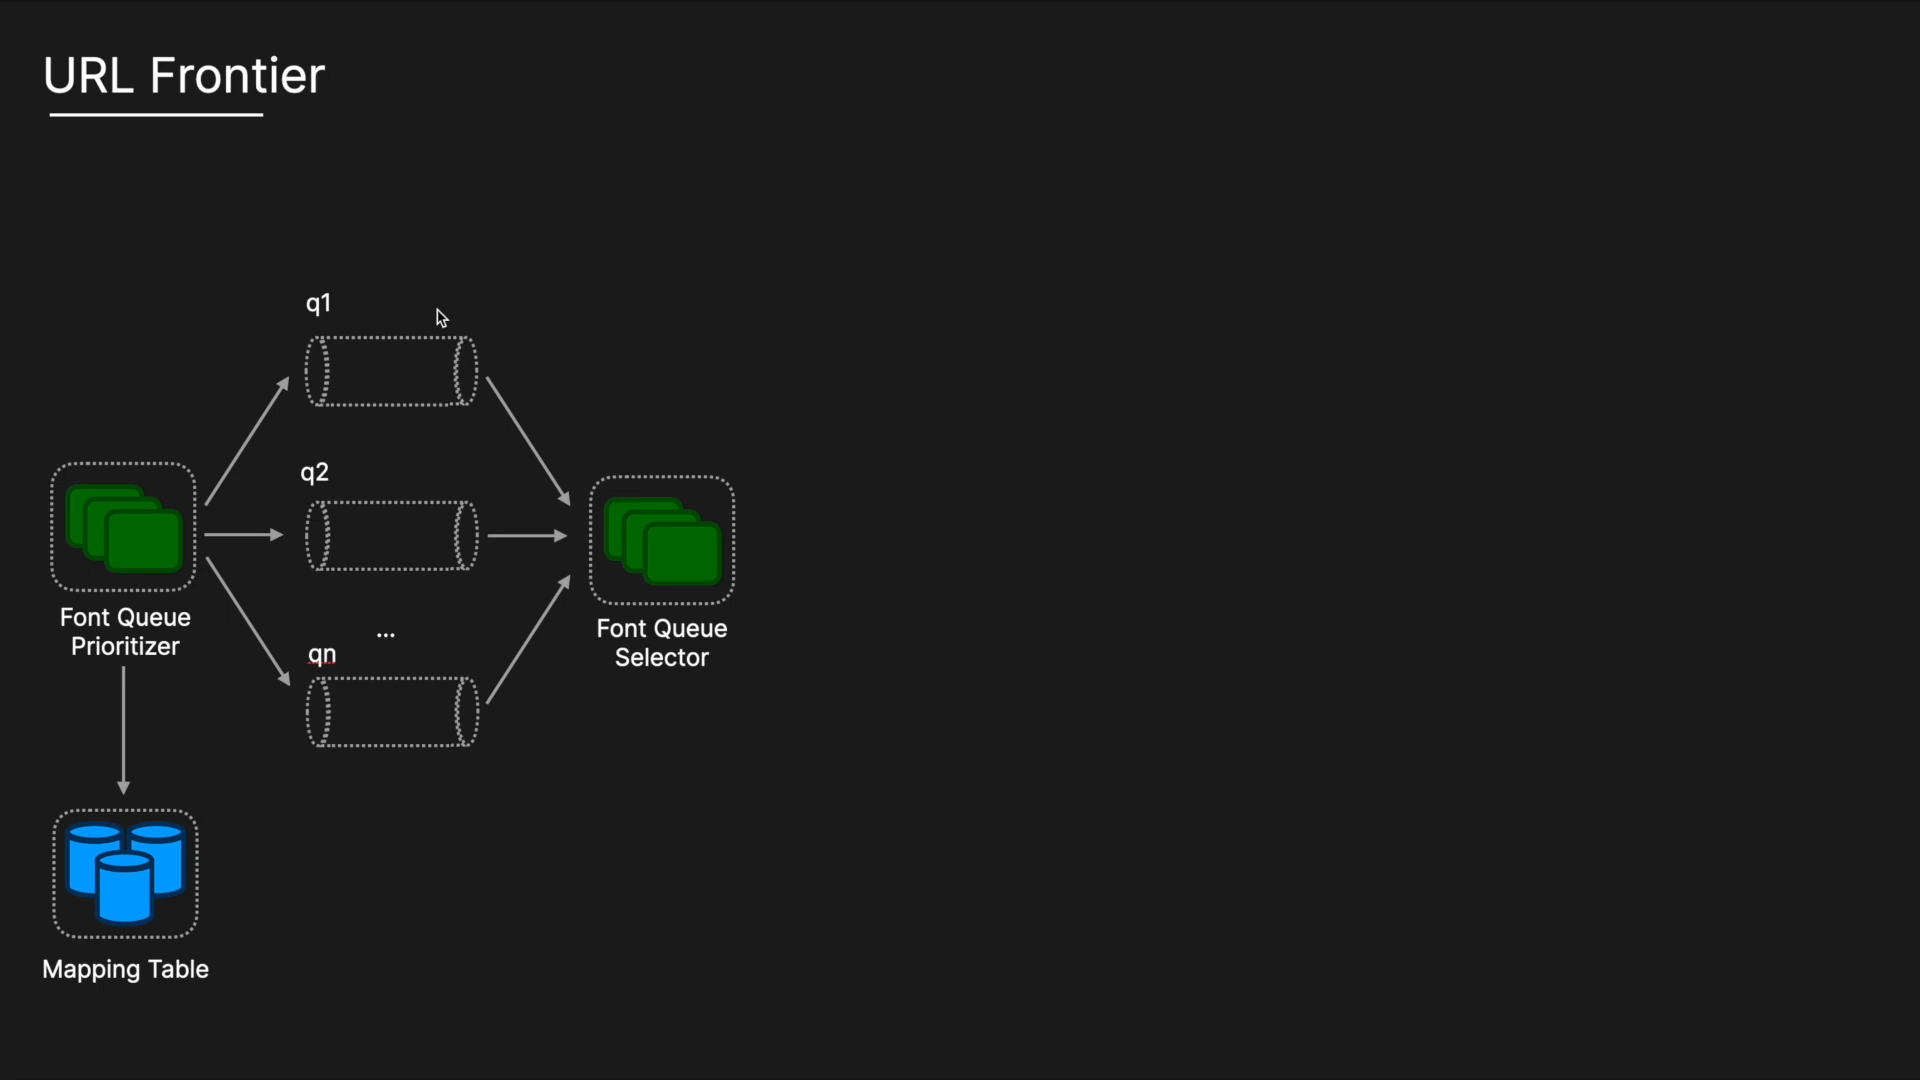 URL Frontier
q1
q2
...
qn
Font Queue
Prioritizer
Font Queue
Selector
Mapping Table